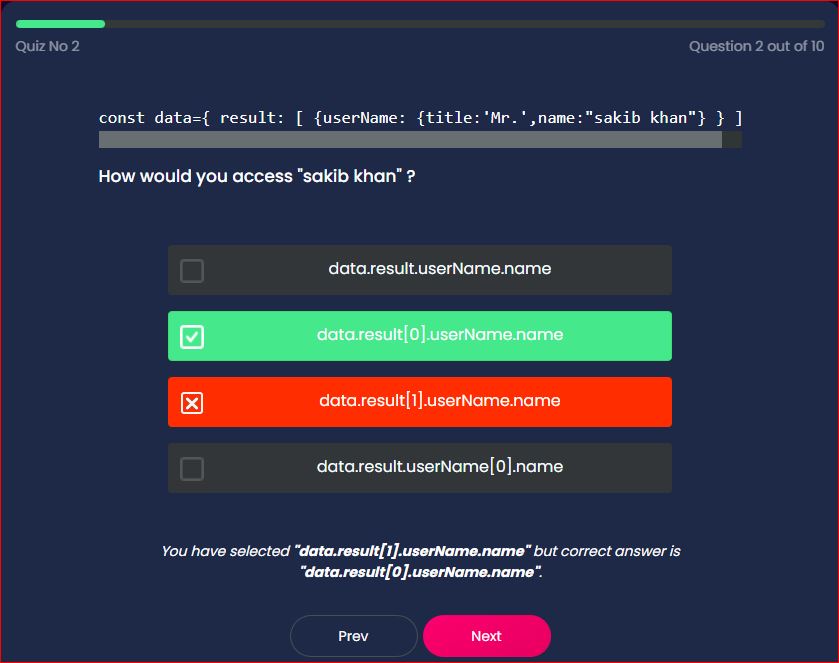 Quiz No 2
Question 2 out of 10
const data={ result: [ {userName: {title:'Mr.',name:"sakib khan"} } ]
How would you access "sakib khan" ?
data.result.userName.name
data.result[0].userName.name
data.result[1].userName.name
data.result.userName[0].name
You have selected "data.result[1].userName.name" but correct answer is
"data.result[0].userName.name".
Prev
Next